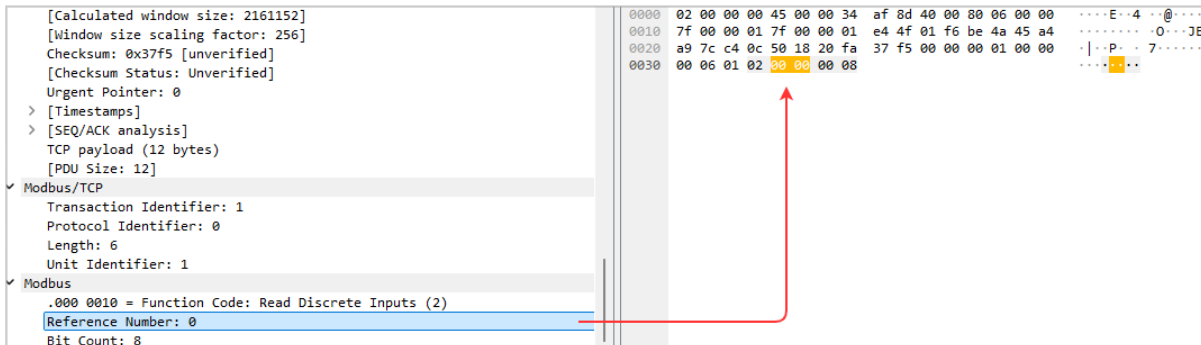 [Calculated window size: 2161152]
[Window size scaling factor: 256]
Checksum: 0x37f5 [unverified]
[Checksum Status: Unverified]
Urgent Pointer: 0
> [Timestamps]
> [SEQ/ACK analysis]
TCP payload (12 bytes)
[PDU Size: 12]
Modbus/TCP
Transaction Identifier: 1
Protocol Identifier: 0
Length: 6
Unit Identifier: 1
Modbus
.000 0010 = Function Code: Read Discrete Inputs (2)
Reference Number: 0
Bit Count: 8
0000 02 00 00 00 45 00 00 34 af 8d 40 00 80 06 00 00 ····E··4 ··@·····
0010 7f 00 00 01 7f 00 00 01 e4 4f 01 f6 be 4a 45 a4 ········ ·O···JE
0020 a9 7c c4 0c 50 18 20 fa 37 f5 00 00 00 01 00 00 ·|··P· · 7·······
0030 00 06 01 02 00 00 00 08 ········